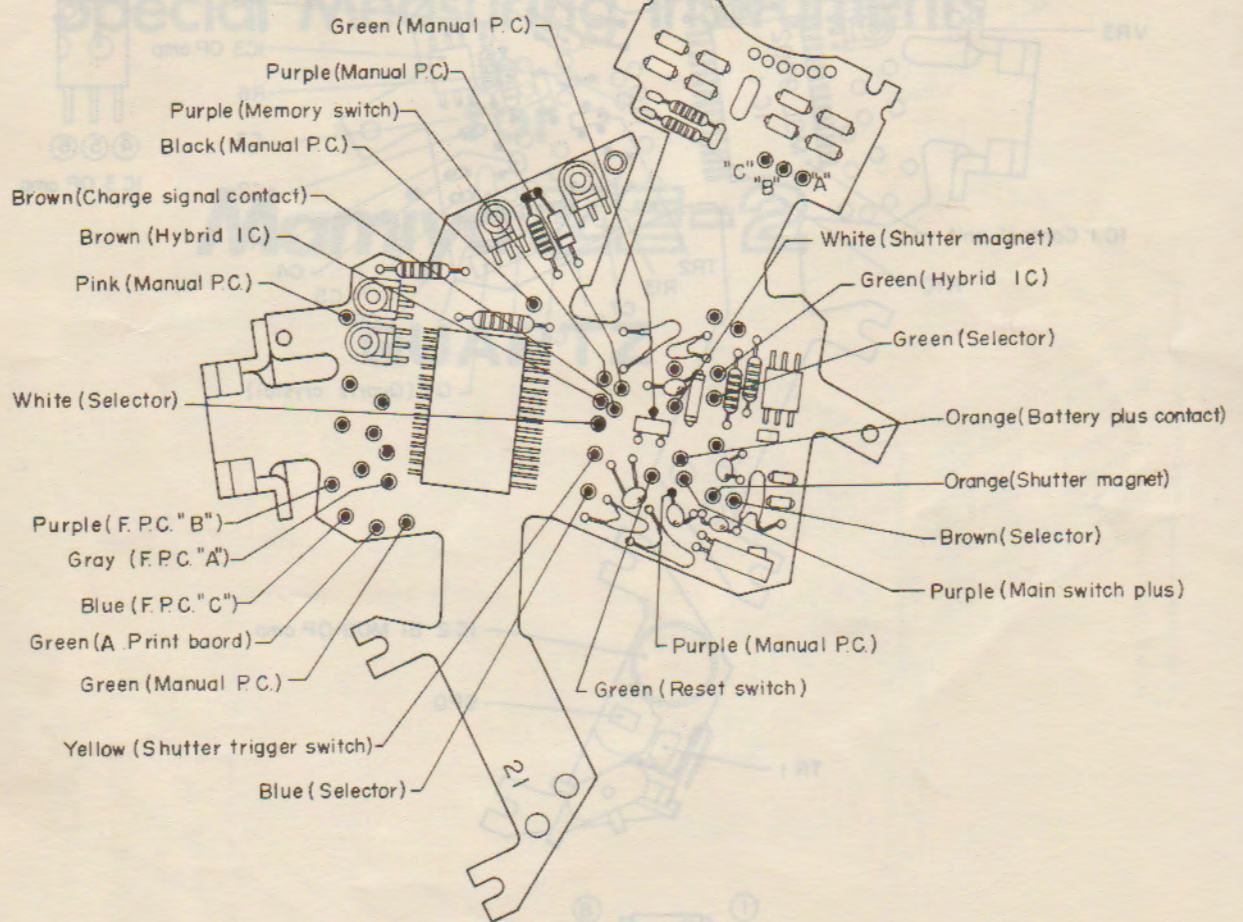 Green (Manual P.C)
Purple (Manual P.C)
Purple (Memory switch)
Black (Manual P.C.)
Brown (Charge signal contact)
Brown (Hybrid IC)
Pink (Manual P.C.)
White (Selector)
Purple (F.P.C. "B")
Gray (F.P.C. "A")
Blue (F.P.C. "C")
Green (A .Print baord)
Green (Manual P.C.)
Yellow (Shutter trigger switch)
Blue (Selector)
"C"
"B"
"A"
White (Shutter magnet)
Green (Hybrid IC)
Green (Selector)
Orange (Battery plus contact)
Orange (Shutter magnet)
Brown (Selector)
Purple (Main switch plus)
Purple (Manual P.C.)
Green (Reset switch)
21